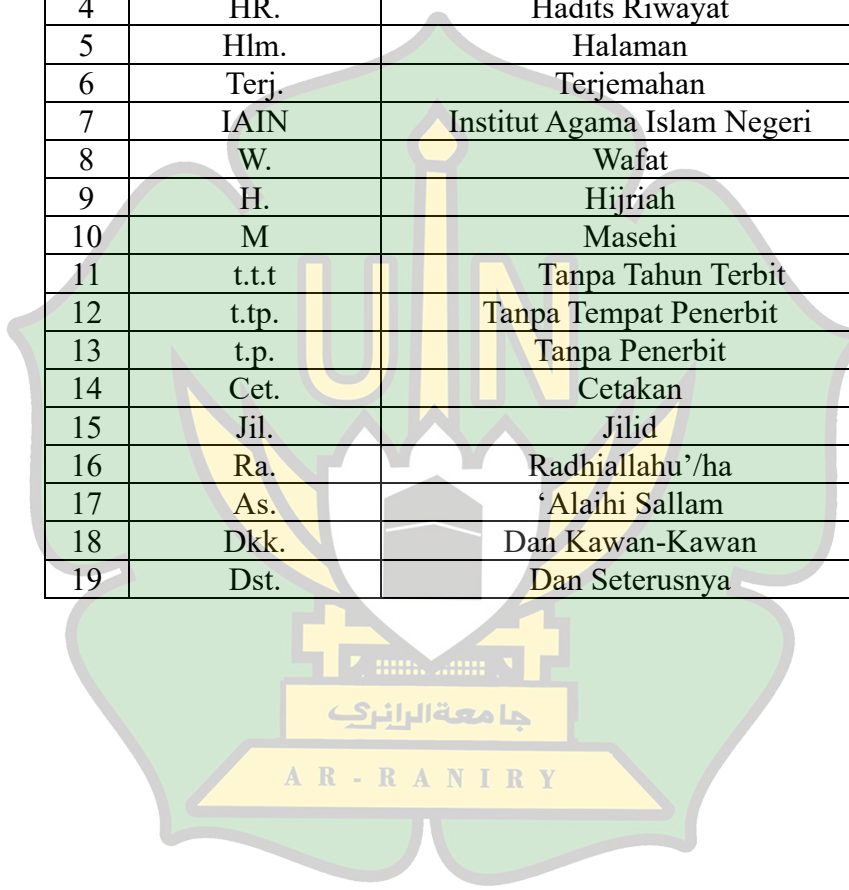 4 HR. Hadits Riwayat
5 Hlm. Halaman
6 Terj. Terjemahan
7 IAIN Institut Agama Islam Negeri
8 W. Wafat
9 H. Hijriah
10 M Masehi
11 t.t.t Tanpa Tahun Terbit
12 t.tp. Tanpa Tempat Penerbit
13 t.p. Tanpa Penerbit
14 Cet. Cetakan
15 Jil. Jilid
16 Ra. Radhiallahu’/ha
17 As. ‘Alaihi Sallam
18 Dkk. Dan Kawan-Kawan
19 Dst. Dan Seterusnya
UIN
جامعة الرانري
AR-RANIRY